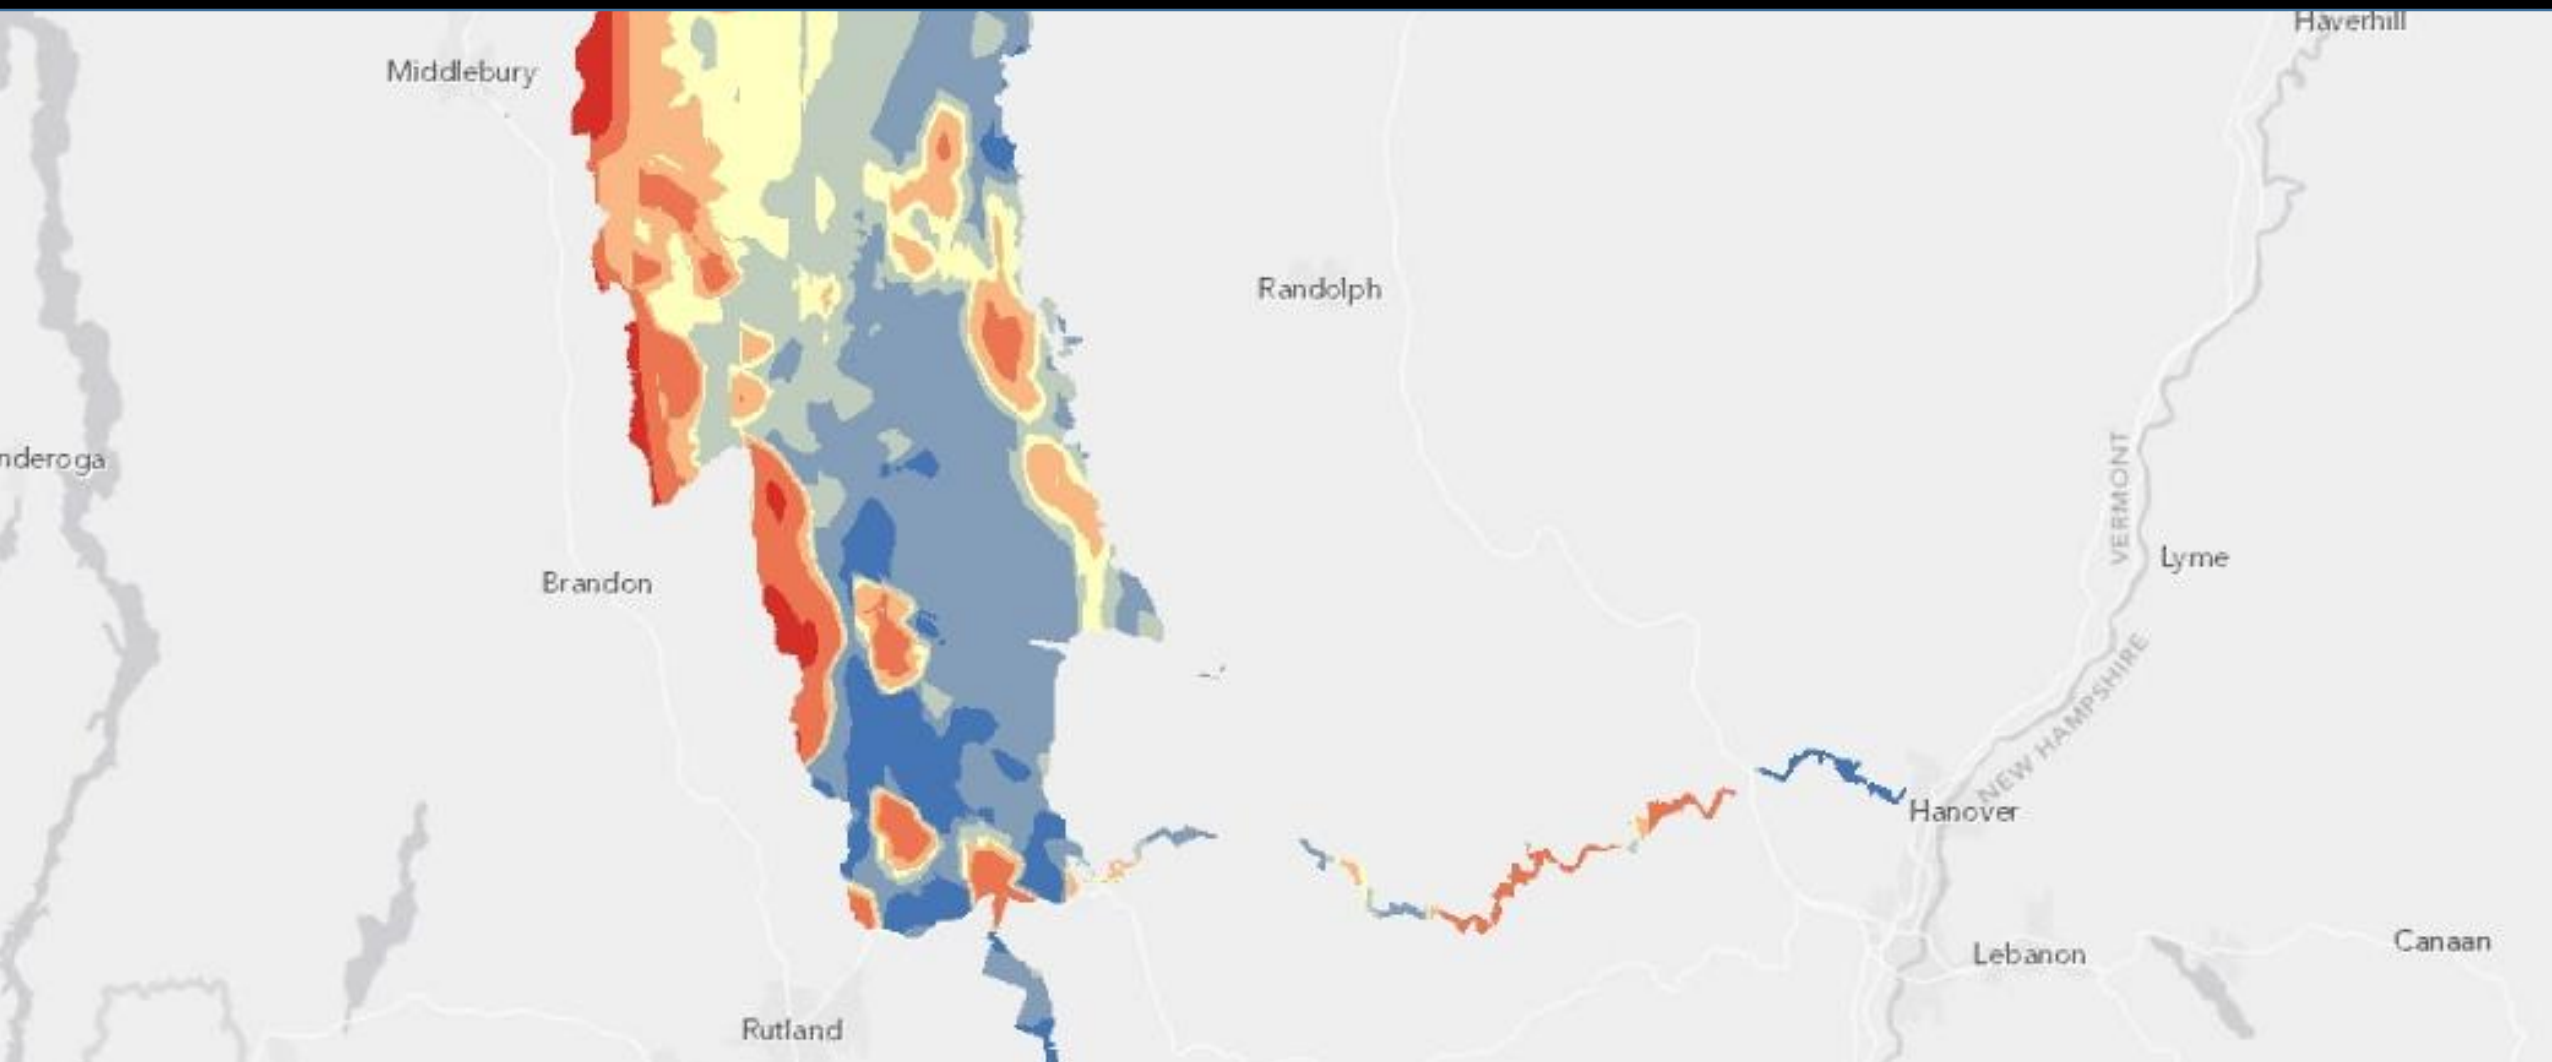 Haverhill
Middlebury
Randolph
nderoga
VERMONT
Lyme
Brandon
NEW HAMPSHIRE
Hanover
Lebanon
Canaan
Rutland